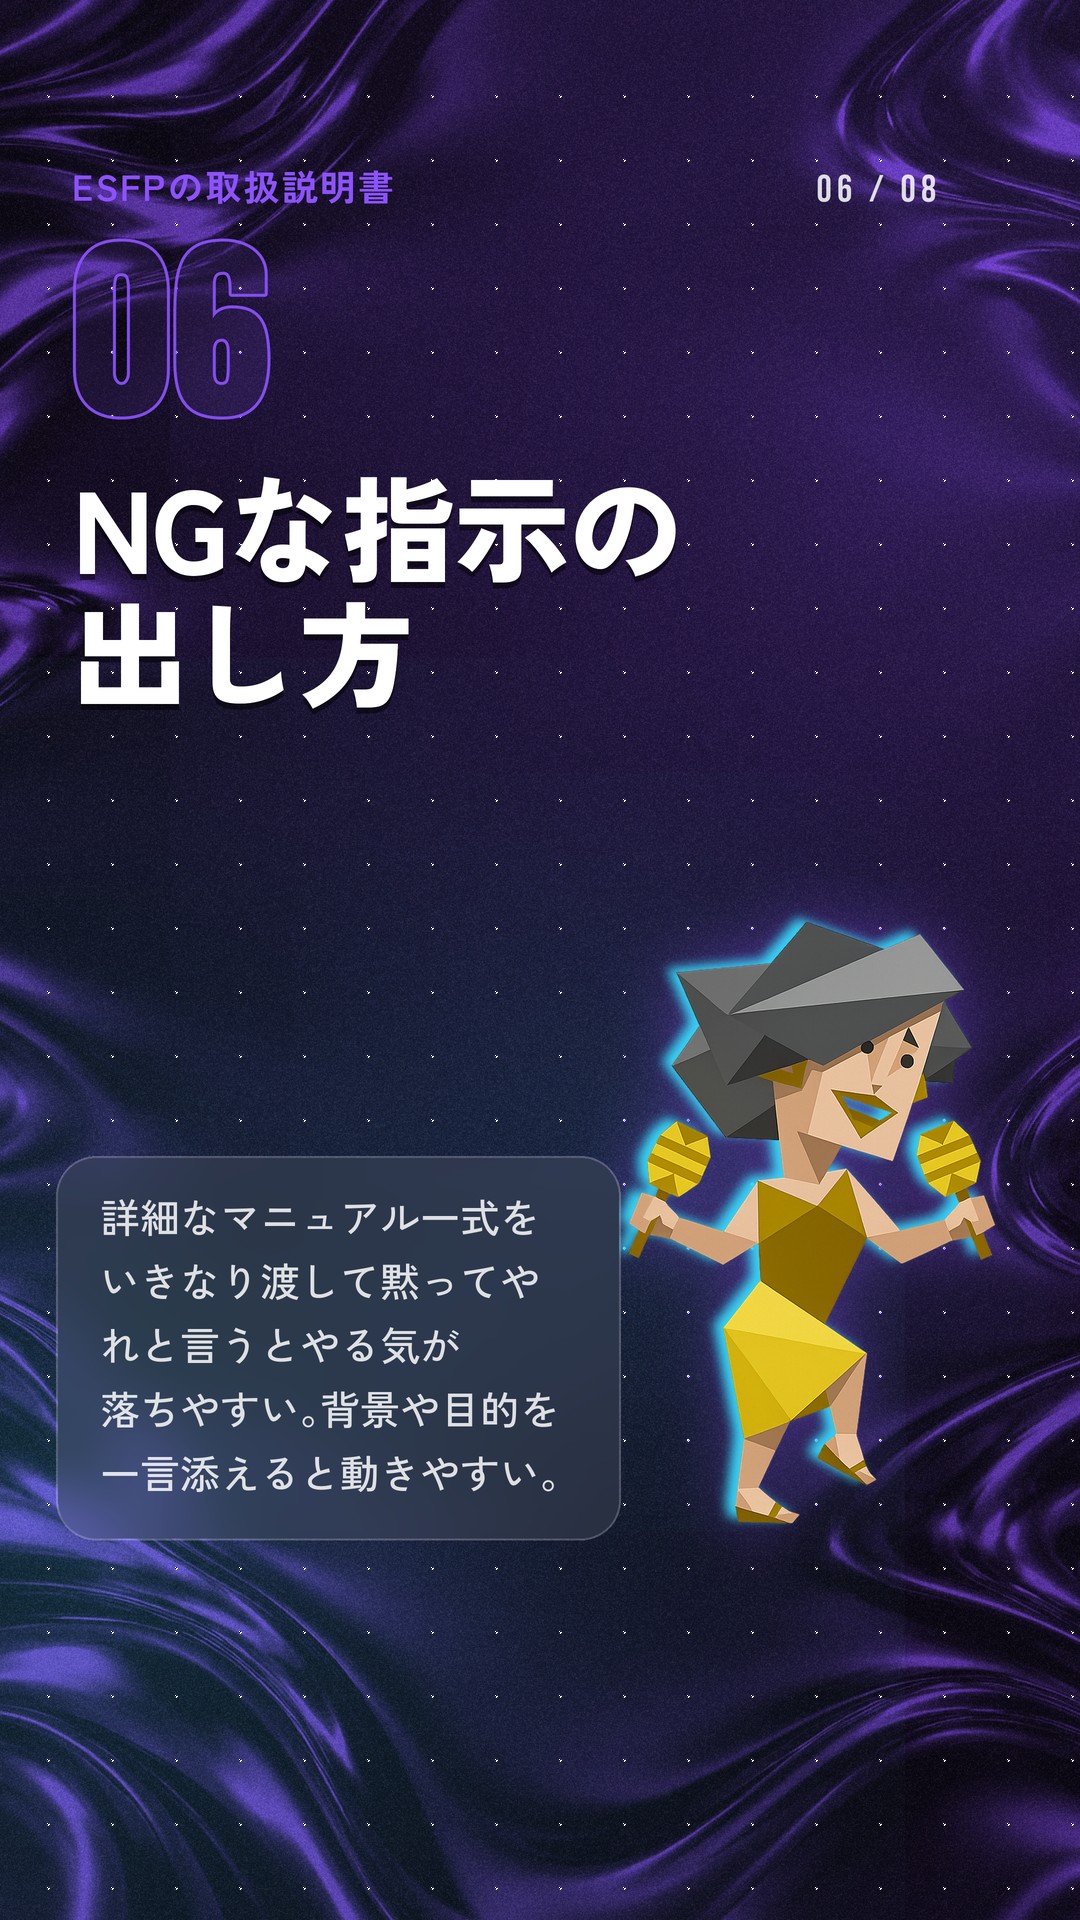 ESFPの取扱説明書
06 / 08
06
NGな指示の
出し方
詳細なマニュアル一式を
いきなり渡して黙ってや
れと言うとやる気が
落ちやすい。背景や目的を
一言添えると動きやすい。